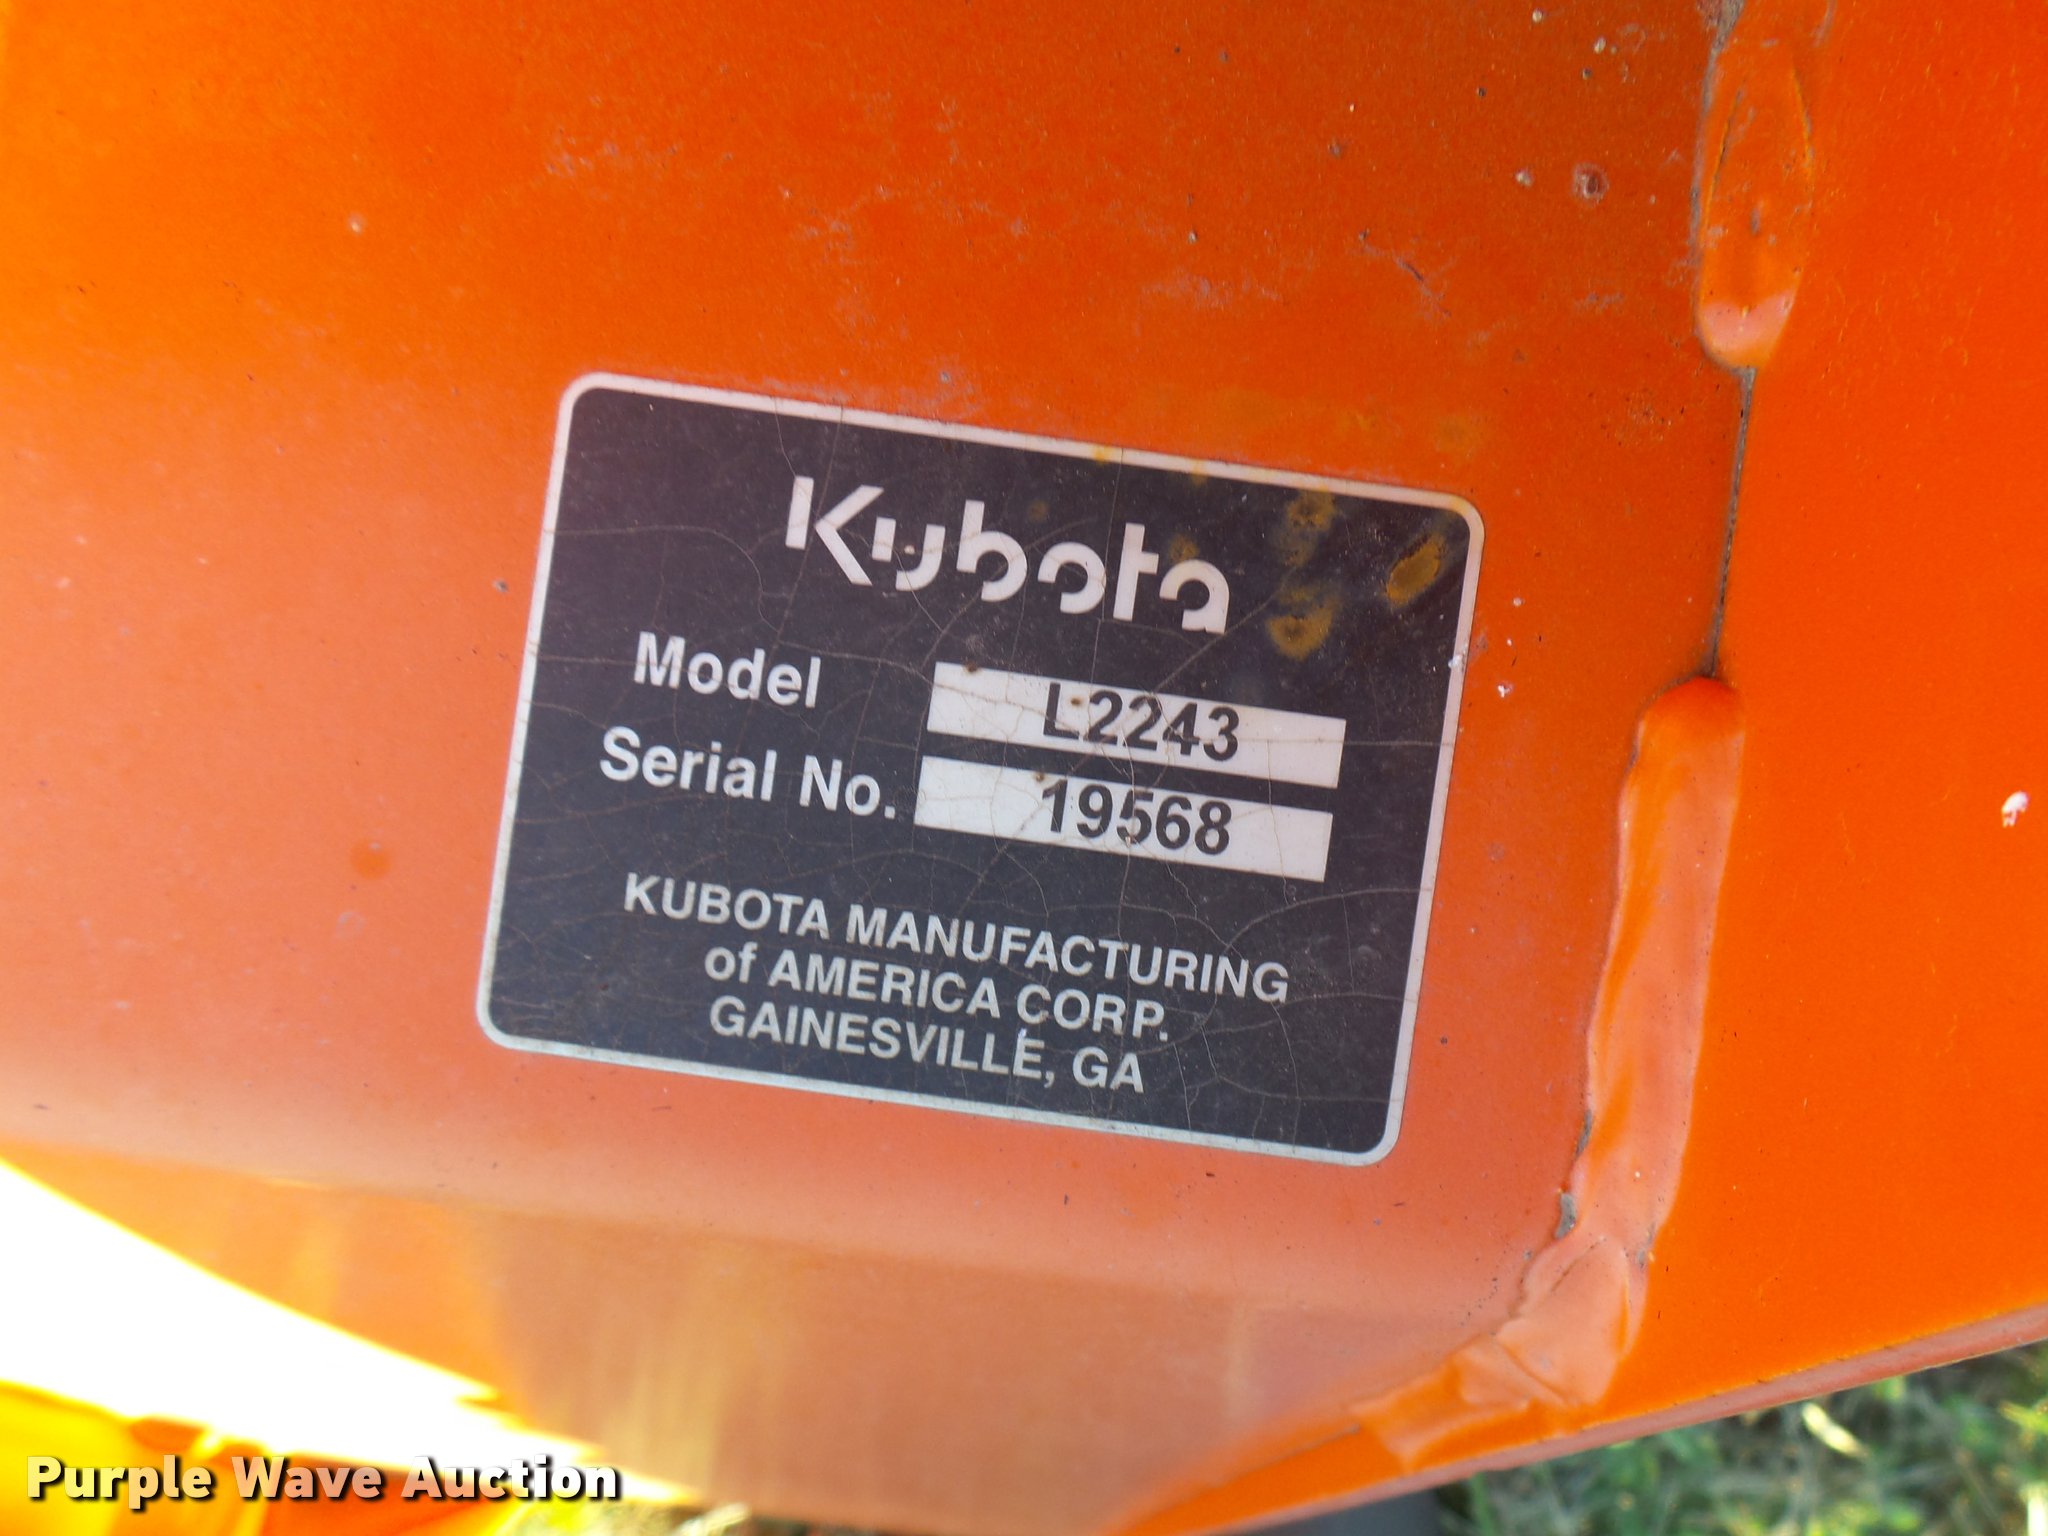 Kubota
Model L2243
Serial No. 19568
KUBOTA MANUFACTURING
of AMERICA CORP.
GAINESVILLE, GA
Purple Wave Auction